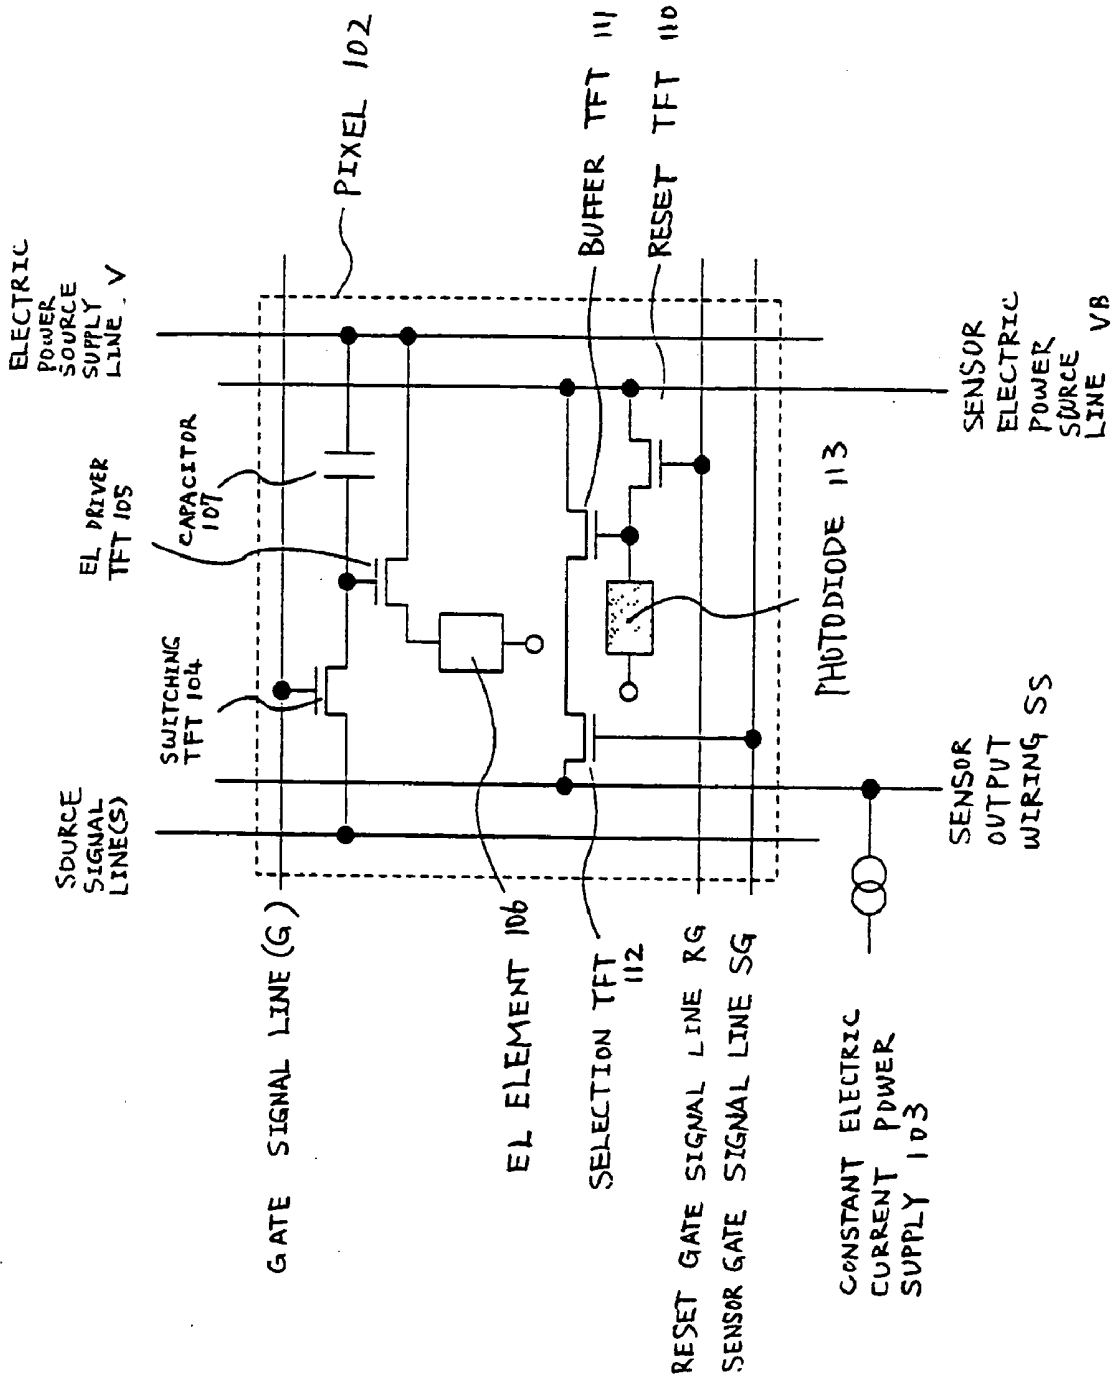 ELECTRIC
POWER
SOURCE
SUPPLY
LINE V
PIXEL 102
EL DRIVER
TFT 105
CAPACITOR
107
SWITCHING
TFT 104
SOURCE
SIGNAL
LINE(S)
GATE SIGNAL LINE (G)
BUFFER TFT 111
RESET TFT 110
SENSOR
ELECTRIC
POWER
SOURCE
LINE VB
PHOTODIODE 113
EL ELEMENT 106
SELECTION TFT
112
SENSOR
OUTPUT
WIRING SS
RESET GATE SIGNAL LINE RG
SENSOR GATE SIGNAL LINE SG
CONSTANT ELECTRIC
CURRENT POWER
SUPPLY 103